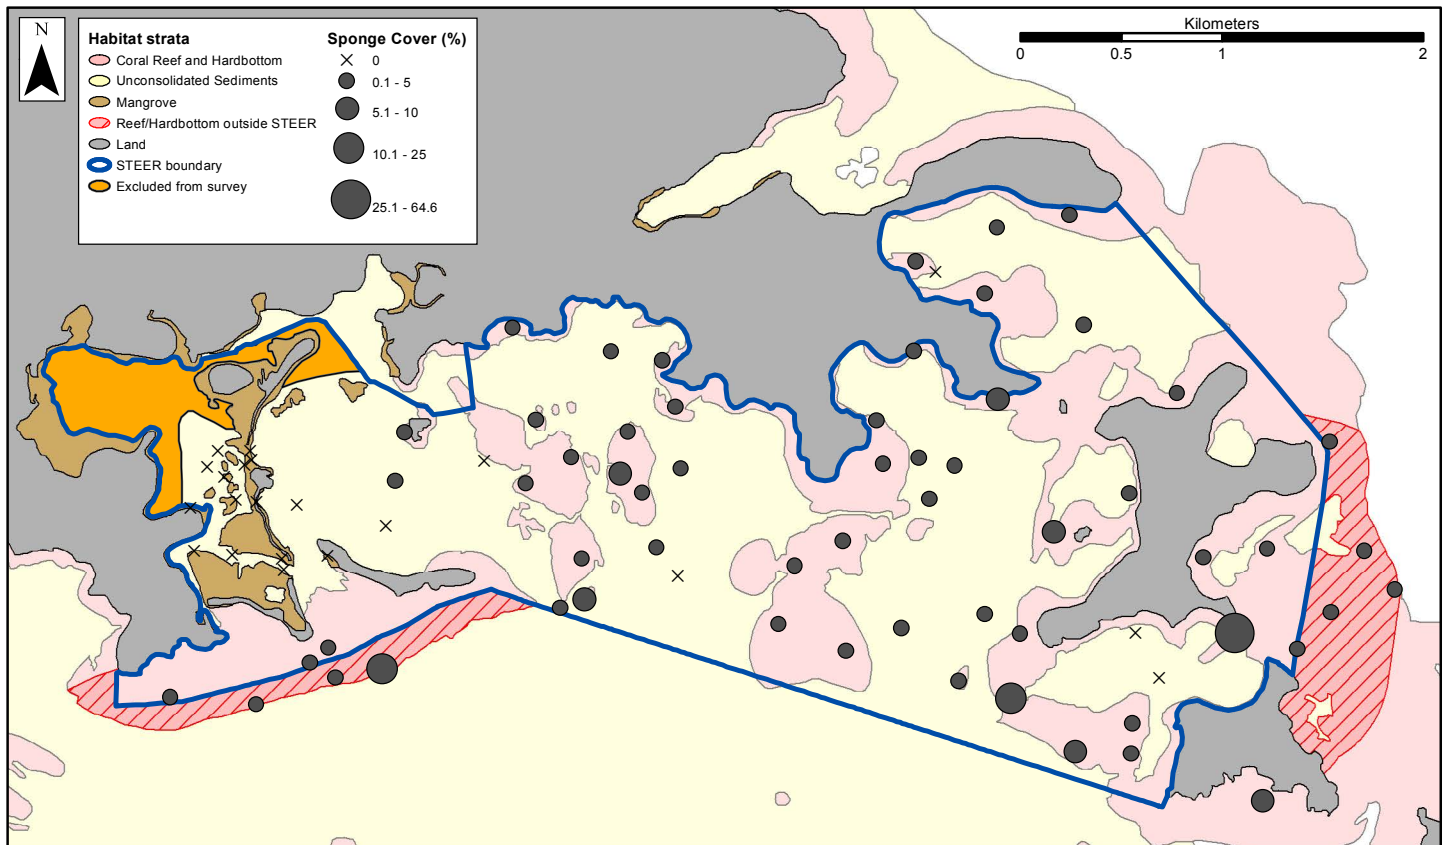 N
Habitat strata
Coral Reef and Hardbottom
Unconsolidated Sediments
Mangrove
Reef/Hardbottom outside STEER
Land
STEER boundary
Excluded from survey
Sponge Cover (%)
0
0.1 - 5
5.1 - 10
10.1 - 25
25.1 - 64.6
Kilometers
0 0.5 1 2